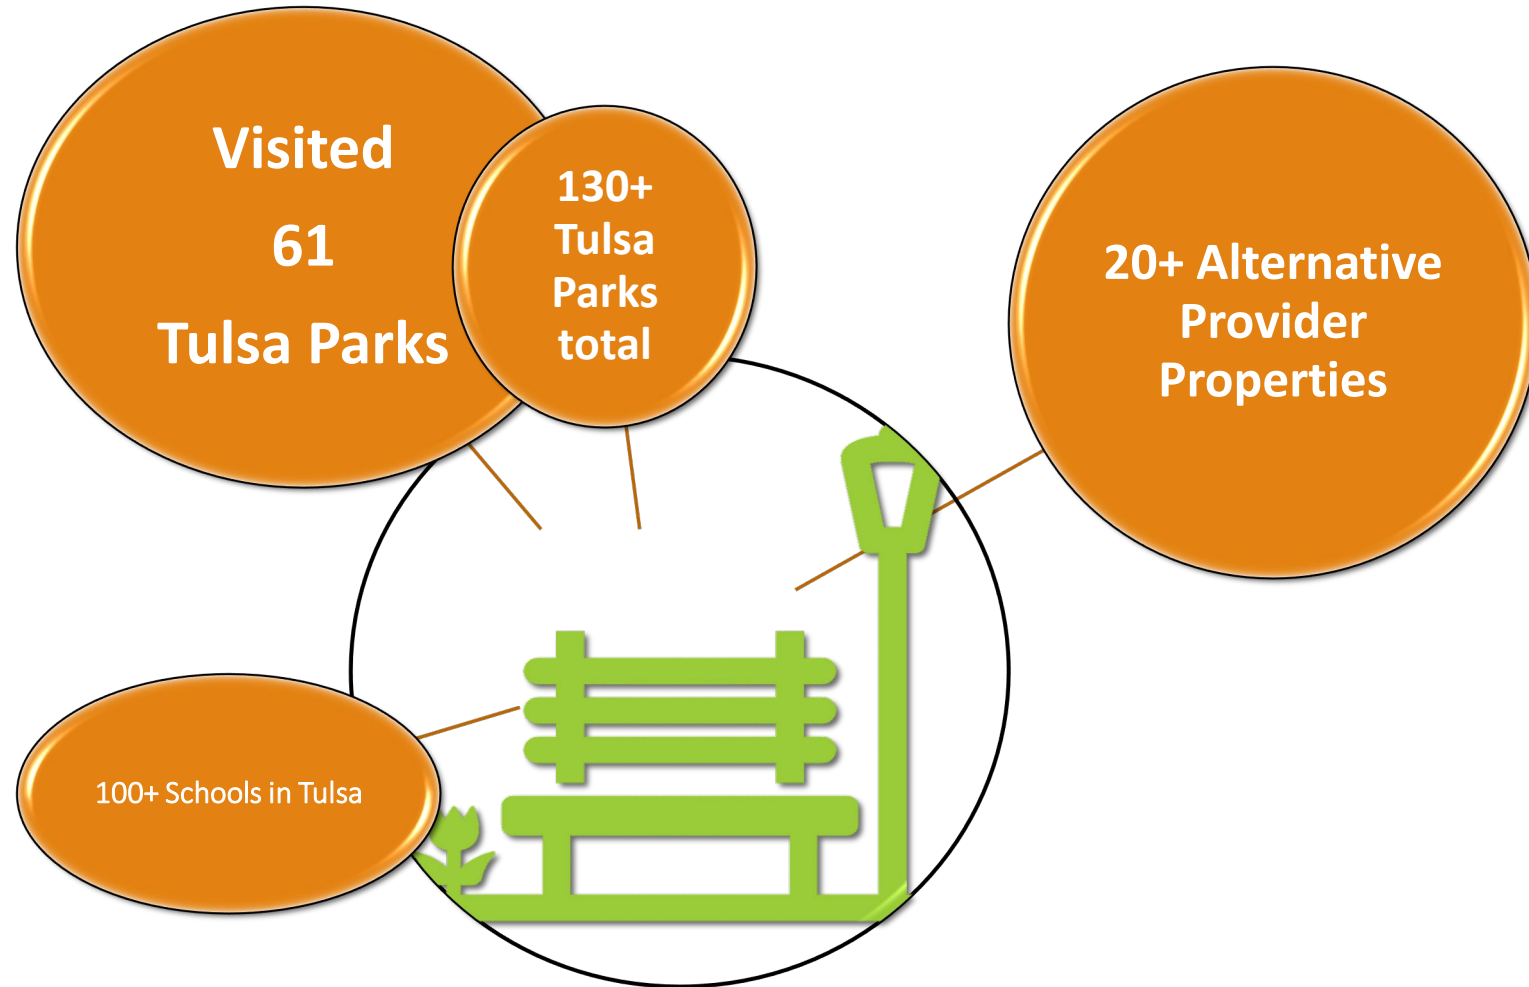 Visited
61
Tulsa Parks
130+
Tulsa
Parks
total
20+ Alternative
Provider
Properties
100+ Schools in Tulsa